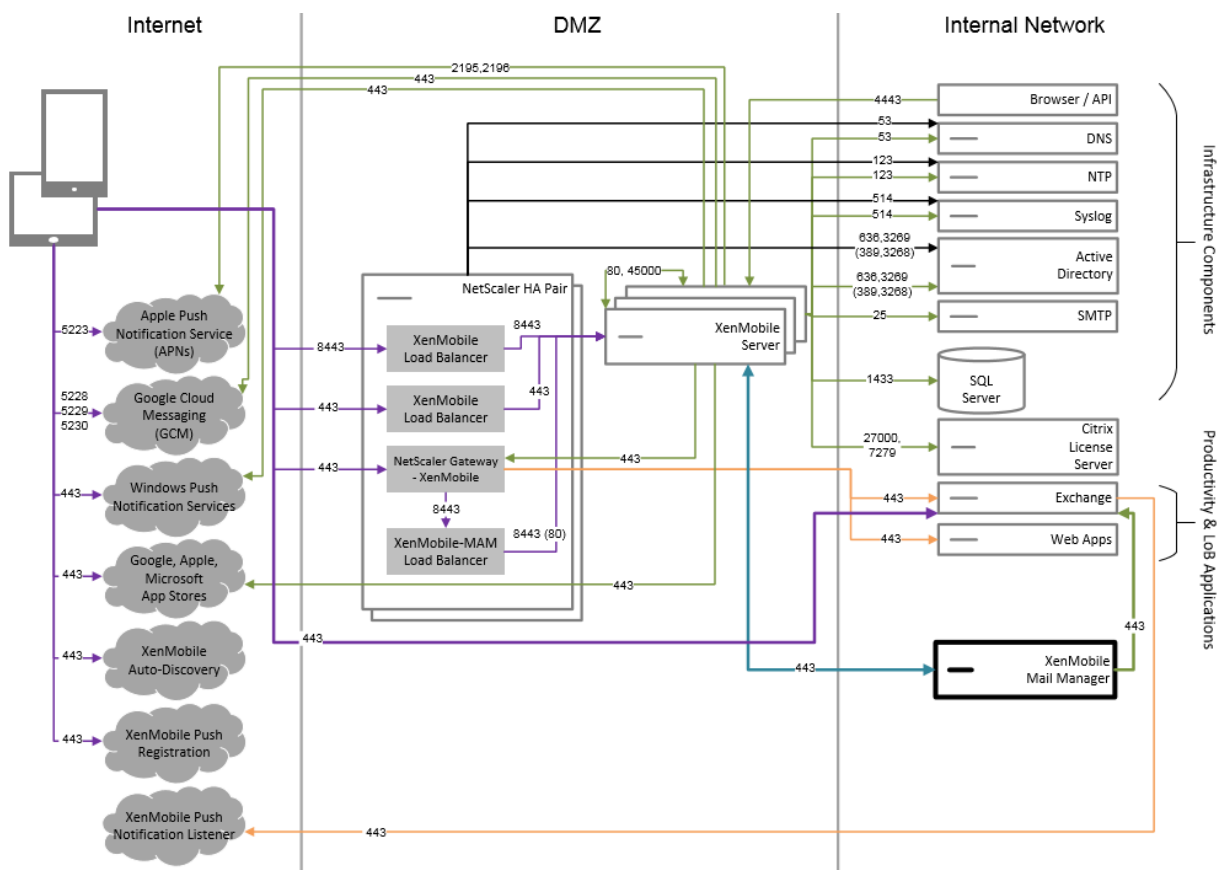 Internet
DMZ
Internal Network
2195,2196
443
443
4443
Browser / API
53
53
DNS
123
123
NTP
514
514
Syslog
636,3269
(389,3268)
636,3269
(389,3268)
Active
Directory
25
SMTP
1433
SQL
Server
27000,
7279
Citrix
License
Server
Infrastructure Components
443
Exchange
443
Web Apps
Productivity & LoB Applications
443
XenMobile
Mail Manager
443
NetScaler HA Pair
80, 45000
XenMobile
Server
8443
XenMobile
Load Balancer
8443
443
XenMobile
Load Balancer
443
443
NetScaler Gateway
- XenMobile
443
8443
XenMobile-MAM
Load Balancer
8443 (80)
443
443
5223
Apple Push
Notification Service
(APNs)
5228
5229
5230
Google Cloud
Messaging
(GCM)
443
Windows Push
Notification Services
443
Google, Apple,
Microsoft
App Stores
443
XenMobile
Auto-Discovery
443
XenMobile Push
Registration
XenMobile Push
Notification Listener
443